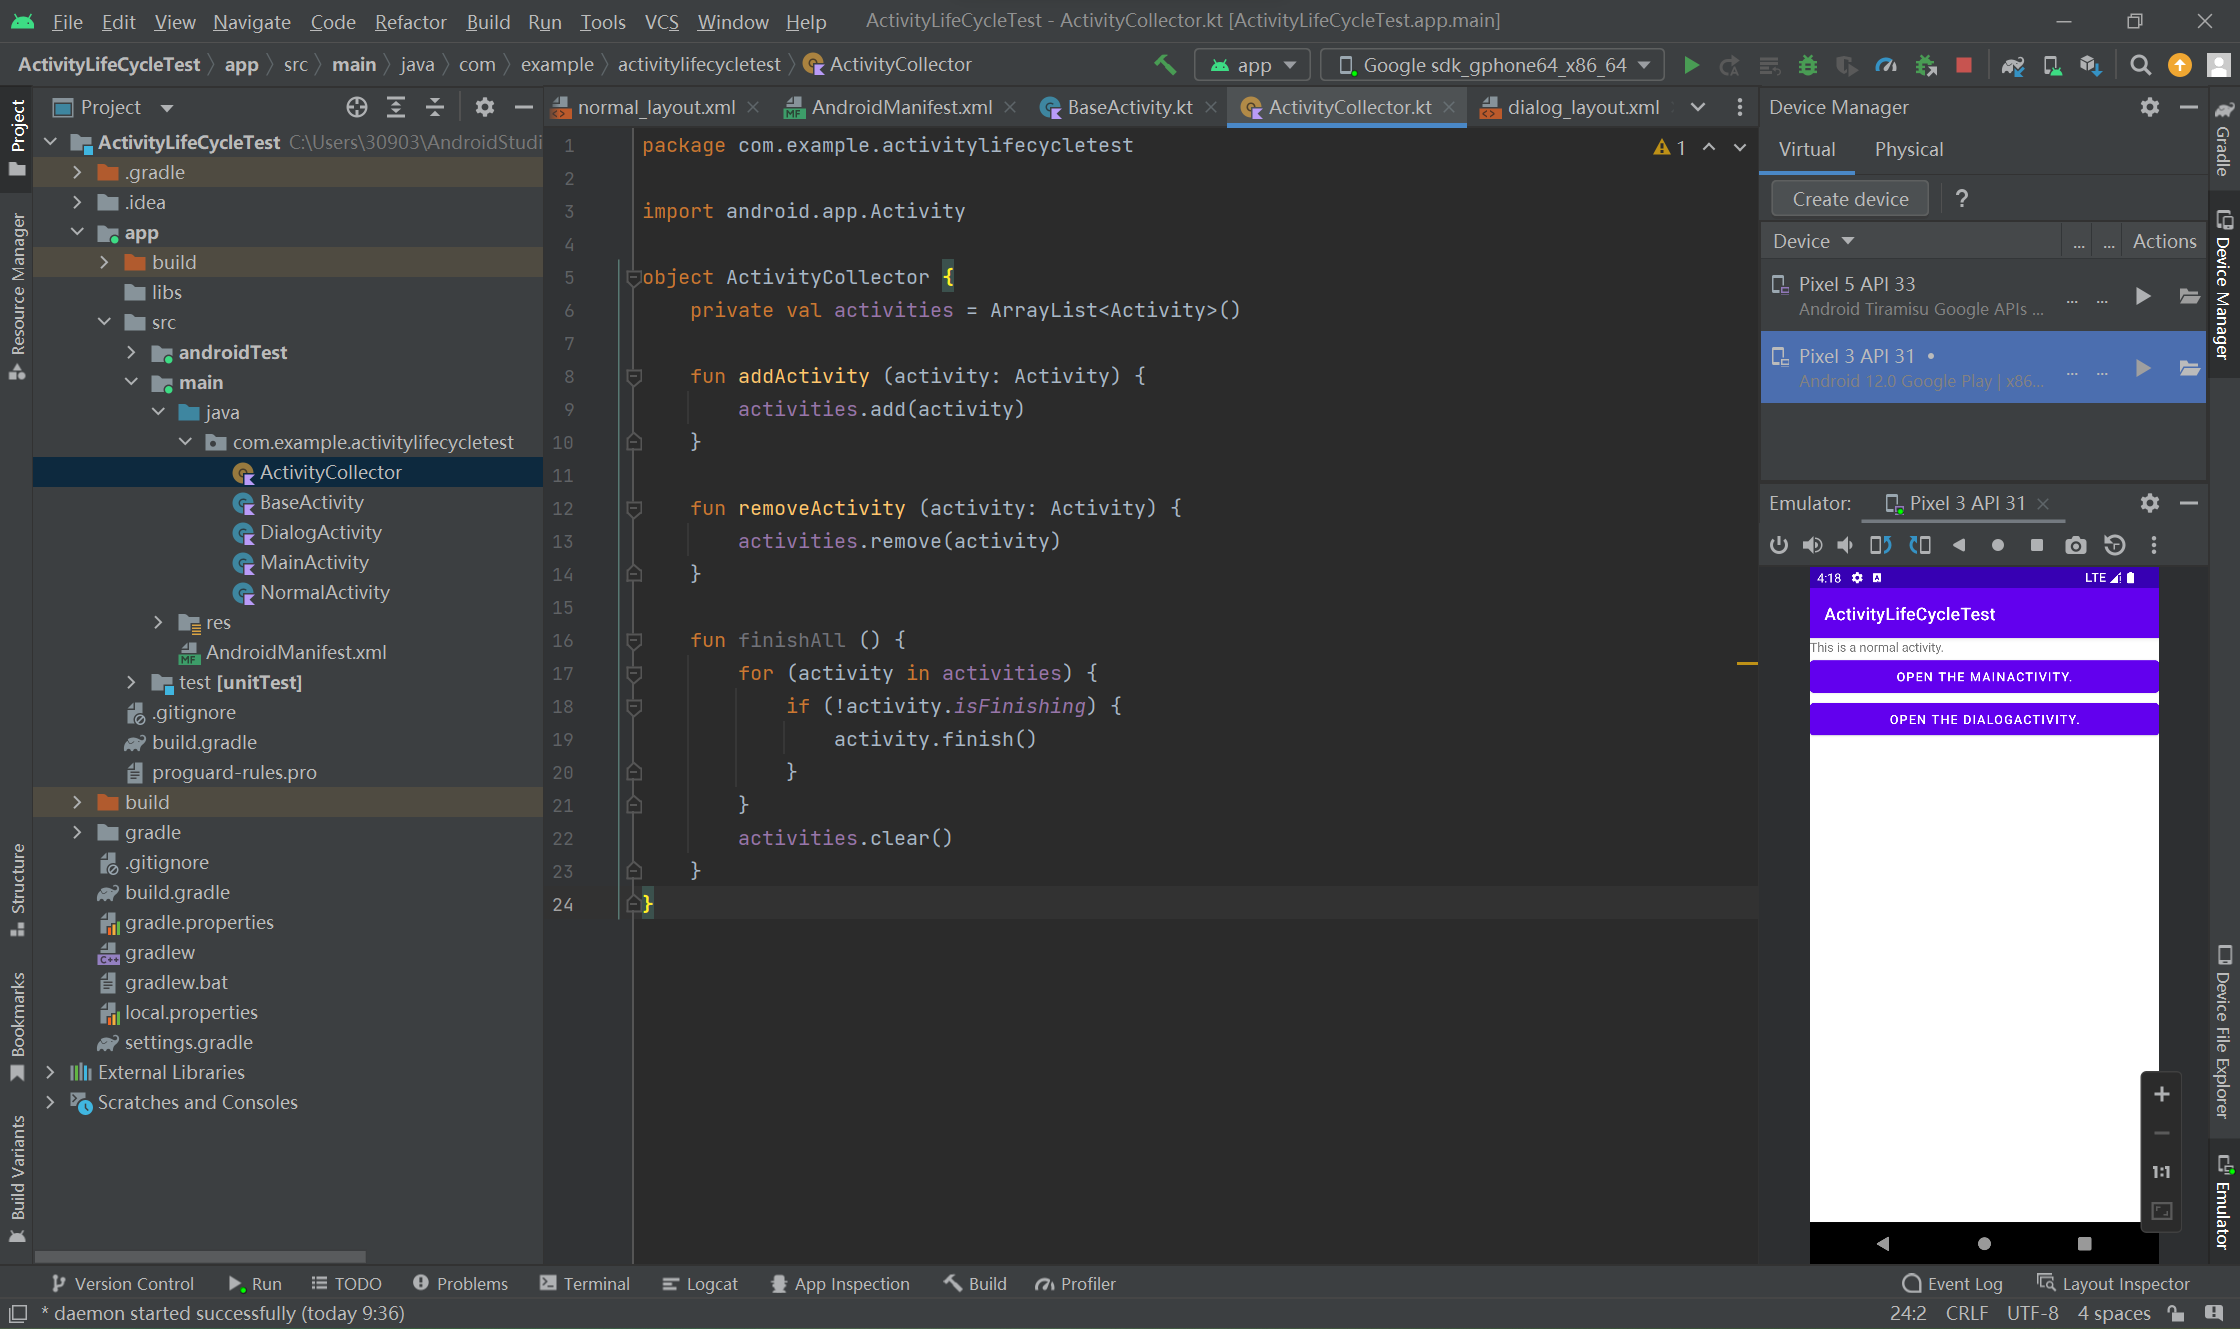 File Edit View Navigate Code Refactor Build Run Tools VCS Window Help ActivityLifeCycleTest - ActivityCollector.kt [ActivityLifeCycleTest.app.main]
ActivityLifeCycleTest app src main java com example activitylifecycletest ActivityCollector app Google sdk_gphone64_x86_64
Project
Resource Manager
Structure
Bookmarks
Build Variants
Project
ActivityLifeCycleTest C:\Users\30903\AndroidStudi
.gradle
.idea
app
build
libs
src
androidTest
main
java
com.example.activitylifecycletest
ActivityCollector
BaseActivity
DialogActivity
MainActivity
NormalActivity
res
AndroidManifest.xml
test [unitTest]
.gitignore
build.gradle
proguard-rules.pro
build
gradle
.gitignore
build.gradle
gradle.properties
gradlew
gradlew.bat
local.properties
settings.gradle
External Libraries
Scratches and Consoles
normal_layout.xml AndroidManifest.xml BaseActivity.kt ActivityCollector.kt dialog_layout.xml
1 package com.example.activitylifecycletest
2
3 import android.app.Activity
4
5 object ActivityCollector {
6 private val activities = ArrayList<Activity>()
7
8 fun addActivity (activity: Activity) {
9 activities.add(activity)
10 }
11
12 fun removeActivity (activity: Activity) {
13 activities.remove(activity)
14 }
15
16 fun finishAll () {
17 for (activity in activities) {
18 if (!activity.isFinishing) {
19 activity.finish()
20 }
21 }
22 activities.clear()
23 }
24 }
1
Device Manager
Virtual Physical
Create device ?
Device ... ... Actions
Pixel 5 API 33
Android Tiramisu Google APIs ... ... ...
Pixel 3 API 31 •
Android 12.0 Google Play | x86... ... ...
Emulator: Pixel 3 API 31
4:18 LTE
ActivityLifeCycleTest
This is a normal activity.
OPEN THE MAINACTIVITY.
OPEN THE DIALOGACTIVITY.
1:1
Gradle
Device Manager
Device File Explorer
Emulator
Version Control Run TODO Problems Terminal Logcat App Inspection Build Profiler Event Log Layout Inspector
* daemon started successfully (today 9:36) 24:2 CRLF UTF-8 4 spaces